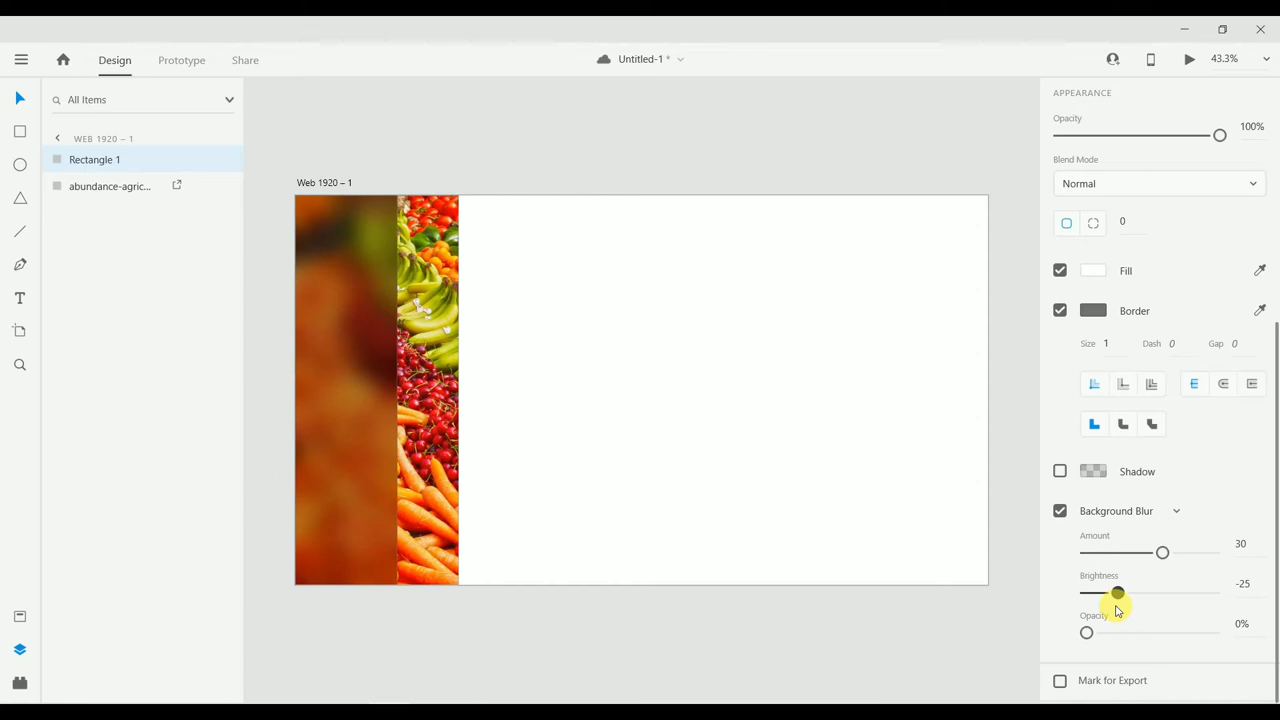 Design
Prototype
Share
Untitled-1 *
43.3%
All Items
WEB 1920 – 1
Rectangle 1
abundance-agric...
Web 1920 – 1
APPEARANCE
Opacity
100%
Blend Mode
Normal
0
Fill
Border
Size 1 Dash 0 Gap 0
Shadow
Background Blur
Amount
30
Brightness
-25
Opacity
0%
Mark for Export